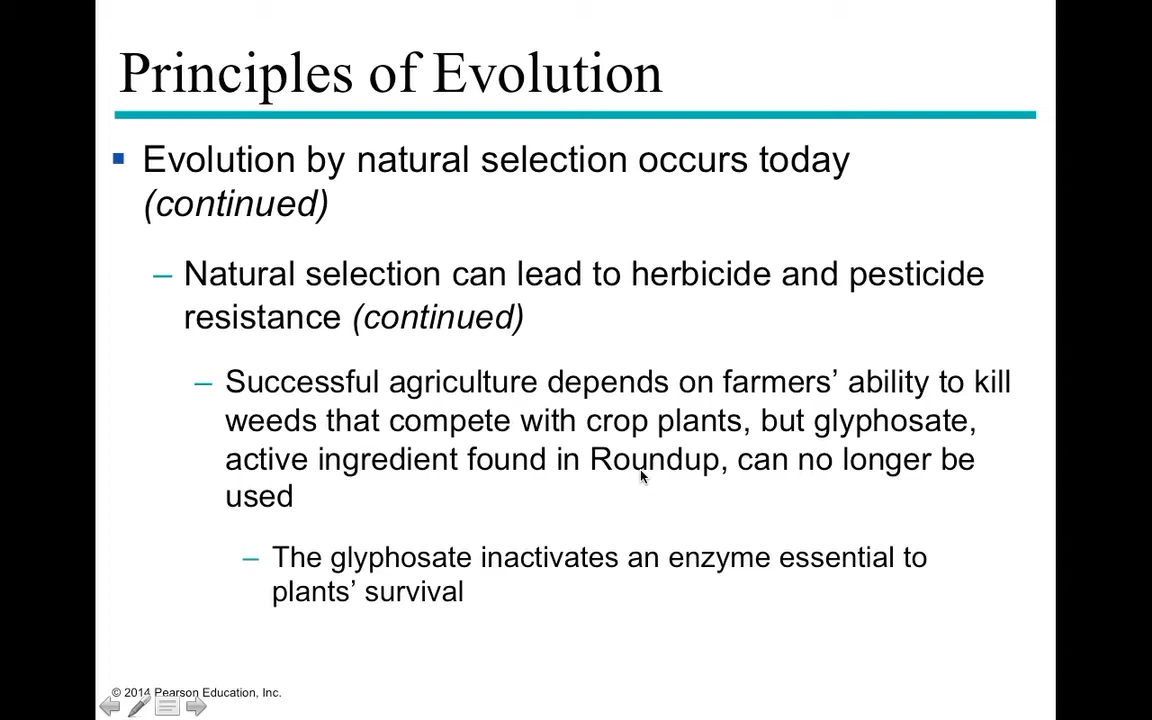 Principles of Evolution
Evolution by natural selection occurs today
(continued)
– Natural selection can lead to herbicide and pesticide
resistance (continued)
– Successful agriculture depends on farmers’ ability to kill
weeds that compete with crop plants, but glyphosate,
active ingredient found in Roundup, can no longer be
used
– The glyphosate inactivates an enzyme essential to
plants’ survival
© 2014 Pearson Education, Inc.